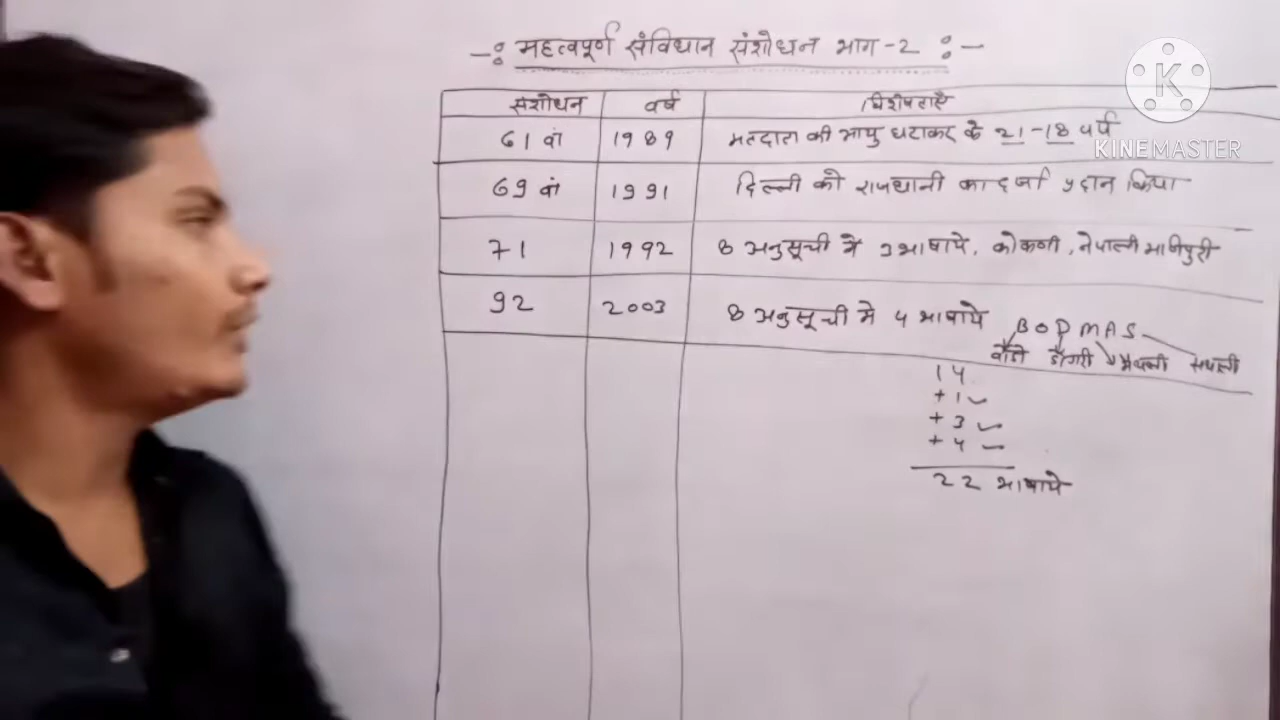 -: महत्वपूर्ण संविधान संशोधन भाग -2 :-
K
KINEMASTER
संशोधन वर्ष विशेषताऐं
61 वां 1989 मतदाता की आयु घटाकर के 21-18 वर्ष
69 वां 1991 दिल्ली को राजधानी का दर्जा प्रदान किया
71 1992 8 अनुसूची मे 3 भाषाये, कोकणी, नेपाली मणिपुरी
92 2003 8 अनुसूची मे 4 भाषाये BODMAS
बोडो डोंगरी मैथली संथाली
14
+1
+3
+4
22 भाषाये